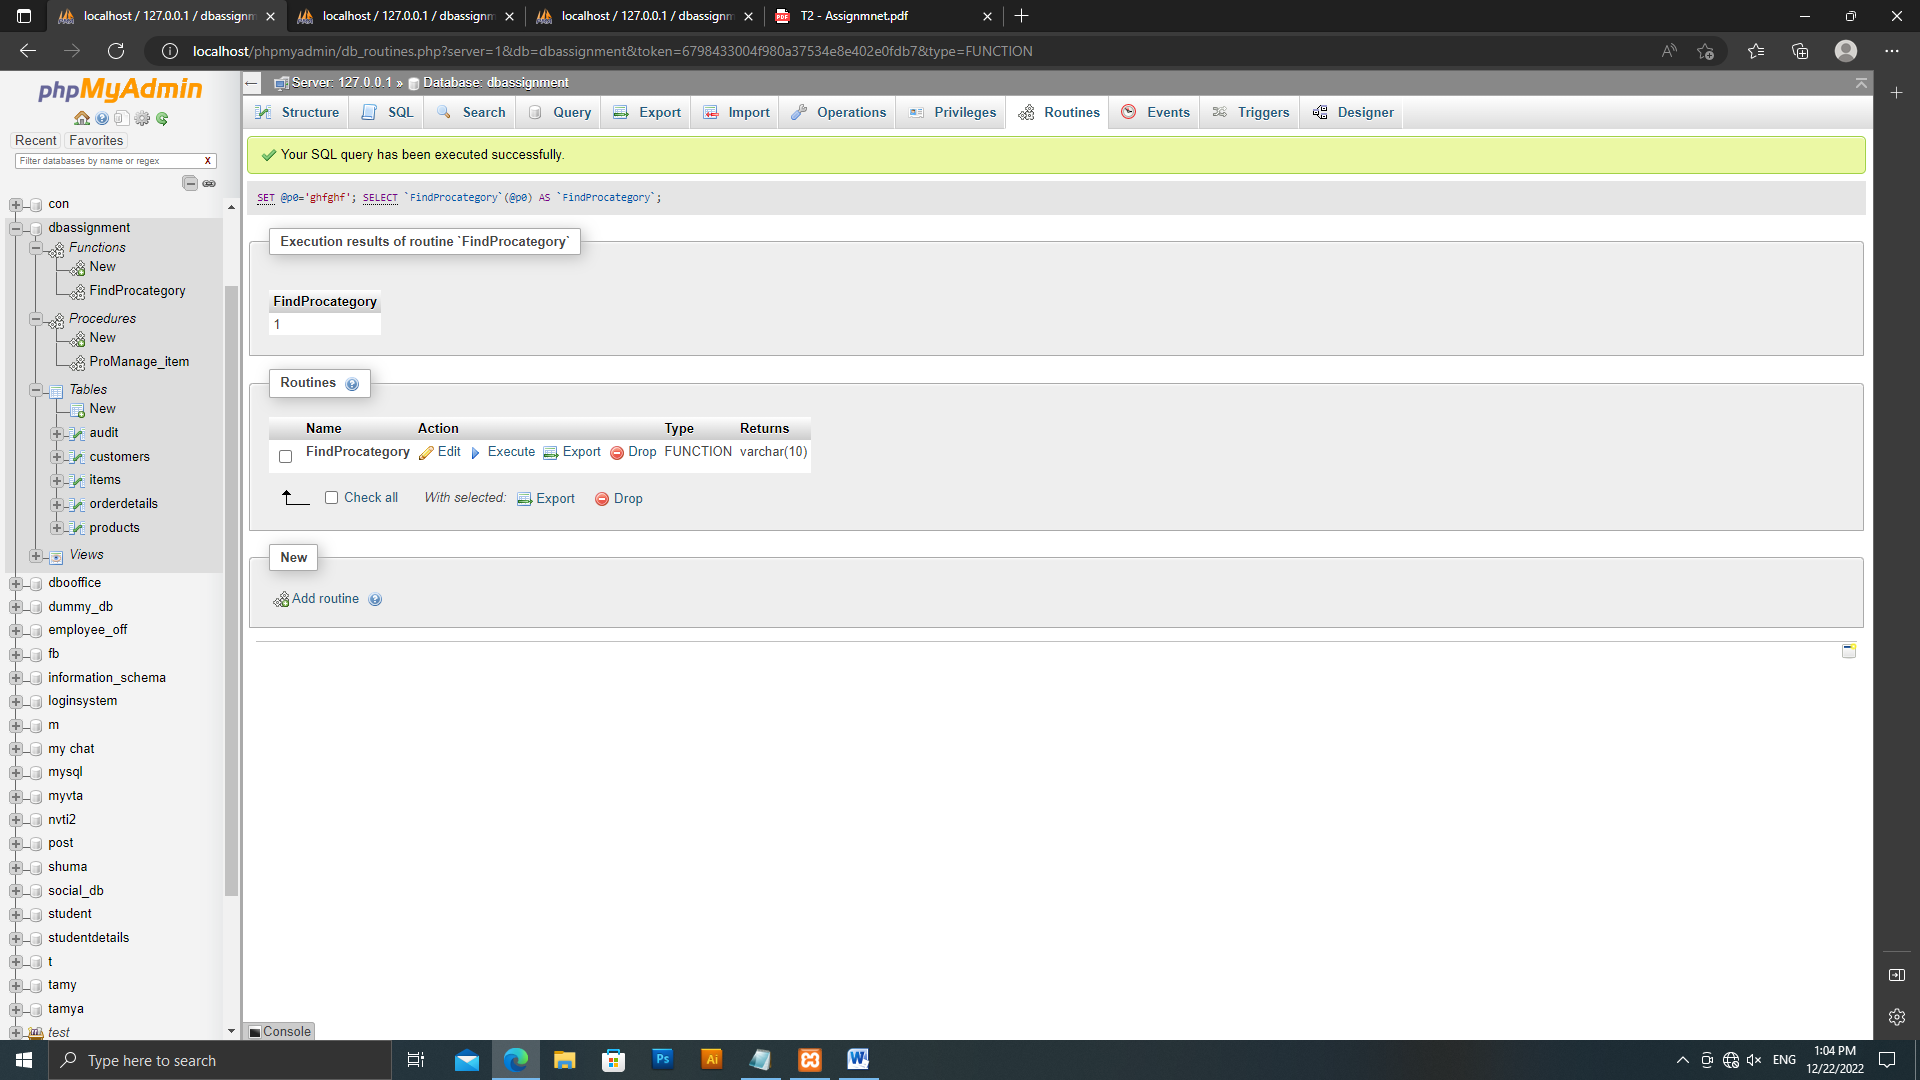 localhost / 127.0.0.1 / dbassignm
localhost / 127.0.0.1 / dbassignm
localhost / 127.0.0.1 / dbassignm
T2 - Assignmnet.pdf
localhost/phpmyadmin/db_routines.php?server=1&db=dbassignment&token=6798433004f980a37534e8e402e0fdb7&type=FUNCTION
phpMyAdmin
Recent Favorites
Filter databases by name or regex X
con
dbassignment
Functions
New
FindProcategory
Procedures
New
ProManage_item
Tables
New
audit
customers
items
orderdetails
products
Views
dbooffice
dummy_db
employee_off
fb
information_schema
loginsystem
m
my chat
mysql
myvta
nvti2
post
shuma
social_db
student
studentdetails
t
tamy
tamya
test
Server: 127.0.0.1 » Database: dbassignment
Structure SQL Search Query Export Import Operations Privileges Routines Events Triggers Designer
Your SQL query has been executed successfully.
SET @p0='ghfghf'; SELECT `FindProcategory`(@p0) AS `FindProcategory`;
Execution results of routine `FindProcategory`
FindProcategory
1
Routines
Name Action Type Returns
FindProcategory Edit Execute Export Drop FUNCTION varchar(10)
Check all With selected: Export Drop
New
Add routine
Console
Type here to search
Ps
Ai
ENG
1:04 PM
12/22/2022